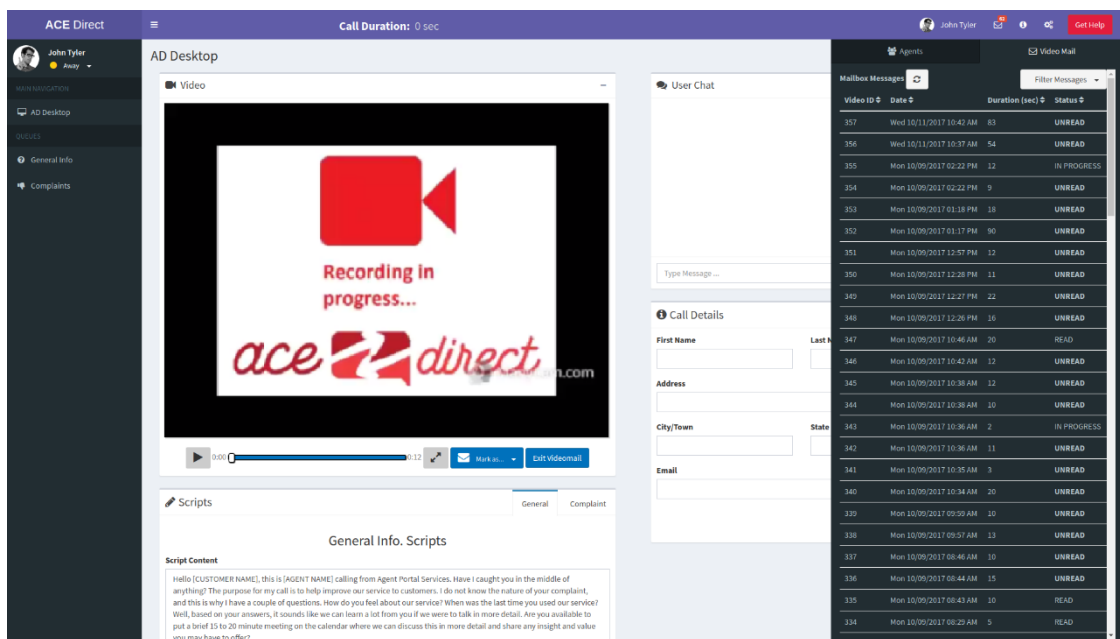 ACE Direct
Call Duration: 0 sec
John Tyler
Get Help
John Tyler
Away
MAIN NAVIGATION
AD Desktop
QUEUES
General Info
Complaints
AD Desktop
Video
Recording in
progress...
ace direct
0:00
0:12
Mark as...
Exit Videomail
Scripts
General
Complaint
General Info. Scripts
Script Content
Hello [CUSTOMER NAME], this is [AGENT NAME] calling from Agent Portal Services. Have I caught you in the middle of
anything? The purpose for my call is to help improve our service to customers. I do not know the nature of your complaint,
and this is why I have a couple of questions. How do you feel about our service? When was the last time you used our service?
Well, based on your answers, it sounds like we can learn a lot from you if we were to talk in more detail. Are you available to
put a brief 15 to 20 minute meeting on the calendar where we can discuss this in more detail and share any insight and value
you may have to offer?
User Chat
Type Message ...
Call Details
First Name
Last N
Address
City/Town
State
Email
Agents
Video Mail
Mailbox Messages
Filter Messages
Video ID Date Duration (sec) Status
357 Wed 10/11/2017 10:42 AM 83 UNREAD
356 Wed 10/11/2017 10:37 AM 54 UNREAD
355 Mon 10/09/2017 02:22 PM 12 IN PROGRESS
354 Mon 10/09/2017 02:22 PM 9 UNREAD
353 Mon 10/09/2017 01:18 PM 18 UNREAD
352 Mon 10/09/2017 01:17 PM 90 UNREAD
351 Mon 10/09/2017 12:57 PM 12 UNREAD
350 Mon 10/09/2017 12:28 PM 11 UNREAD
349 Mon 10/09/2017 12:27 PM 22 UNREAD
348 Mon 10/09/2017 12:26 PM 16 UNREAD
347 Mon 10/09/2017 10:46 AM 20 READ
346 Mon 10/09/2017 10:42 AM 12 UNREAD
345 Mon 10/09/2017 10:38 AM 12 UNREAD
344 Mon 10/09/2017 10:38 AM 10 UNREAD
343 Mon 10/09/2017 10:36 AM 2 IN PROGRESS
342 Mon 10/09/2017 10:36 AM 11 UNREAD
341 Mon 10/09/2017 10:35 AM 3 UNREAD
340 Mon 10/09/2017 10:34 AM 20 UNREAD
339 Mon 10/09/2017 09:59 AM 10 UNREAD
338 Mon 10/09/2017 09:57 AM 13 UNREAD
337 Mon 10/09/2017 08:46 AM 10 UNREAD
336 Mon 10/09/2017 08:44 AM 15 UNREAD
335 Mon 10/09/2017 08:43 AM 10 READ
334 Mon 10/09/2017 08:29 AM 5 READ